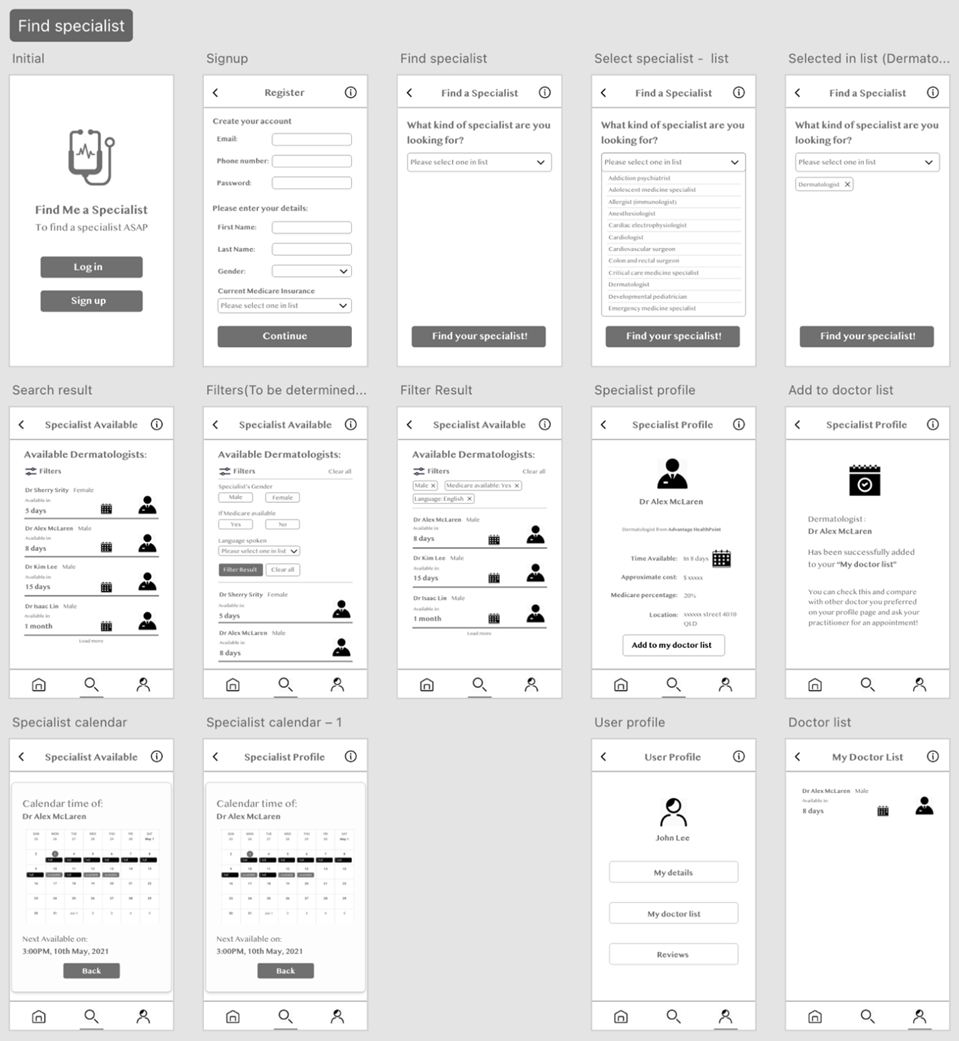 Find specialist
Initial
Find Me a Specialist
To find a specialist ASAP
Log in
Sign up
Signup
Register
Create your account
Email:
Phone number:
Password:
Please enter your details:
First Name:
Last Name:
Gender:
Current Medicare Insurance
Please select one in list
Continue
Find specialist
Find a Specialist
What kind of specialist are you
looking for?
Please select one in list
Find your specialist!
Select specialist - list
Find a Specialist
What kind of specialist are you
looking for?
Please select one in list
Addiction psychiatrist
Adolescent medicine specialist
Allergist (immunologist)
Anesthesiologist
Cardiac electrophysiologist
Cardiologist
Cardiovascular surgeon
Colon and rectal surgeon
Critical care medicine specialist
Dermatologist
Developmental pediatrician
Emergency medicine specialist
Find your specialist!
Selected in list (Dermato...
Find a Specialist
What kind of specialist are you
looking for?
Please select one in list
Dermatologist
Find your specialist!
Search result
Specialist Available
Available Dermatologists:
Filters
Dr Sherry Srity Female
Available in
5 days
Dr Alex McLaren Male
Available in
8 days
Dr Kim Lee Male
Available in
15 days
Dr Isaac Lin Male
Available in
1 month
Load more
Filters(To be determined...
Specialist Available
Available Dermatologists:
Filters Clear all
Specialist's Gender
Male Female
If Medicare available
Yes No
Language spoken
Please select one in list
Filter Result Clear all
Dr Sherry Srity Female
Available in
5 days
Dr Alex McLaren Male
Available in
8 days
Filter Result
Specialist Available
Available Dermatologists:
Filters Clear all
Male Medicare available: Yes
Language: English
Dr Alex McLaren Male
Available in
8 days
Dr Kim Lee Male
Available in
15 days
Dr Isaac Lin Male
Available in
1 month
Load more
Specialist profile
Specialist Profile
Dr Alex McLaren
Dermatologist from Advantage HealthPoint
Time Available: In 8 days
Approximate cost: $ xxxxx
Medicare percentage: 20%
Location: xxxxxx street 4010
QLD
Add to my doctor list
Add to doctor list
Specialist Profile
Dermatologist :
Dr Alex McLaren
Has been successfully added
to your "My doctor list"
You can check this and compare
with other doctor you preferred
on your profile page and ask your
practitioner for an appointment!
Specialist calendar
Specialist Available
Calendar time of:
Dr Alex McLaren
Next Available on:
3:00PM, 10th May, 2021
Back
Specialist calendar – 1
Specialist Profile
Calendar time of:
Dr Alex McLaren
Next Available on:
3:00PM, 10th May, 2021
Back
User profile
User Profile
John Lee
My details
My doctor list
Reviews
Doctor list
My Doctor List
Dr Alex McLaren Male
Available in
8 days